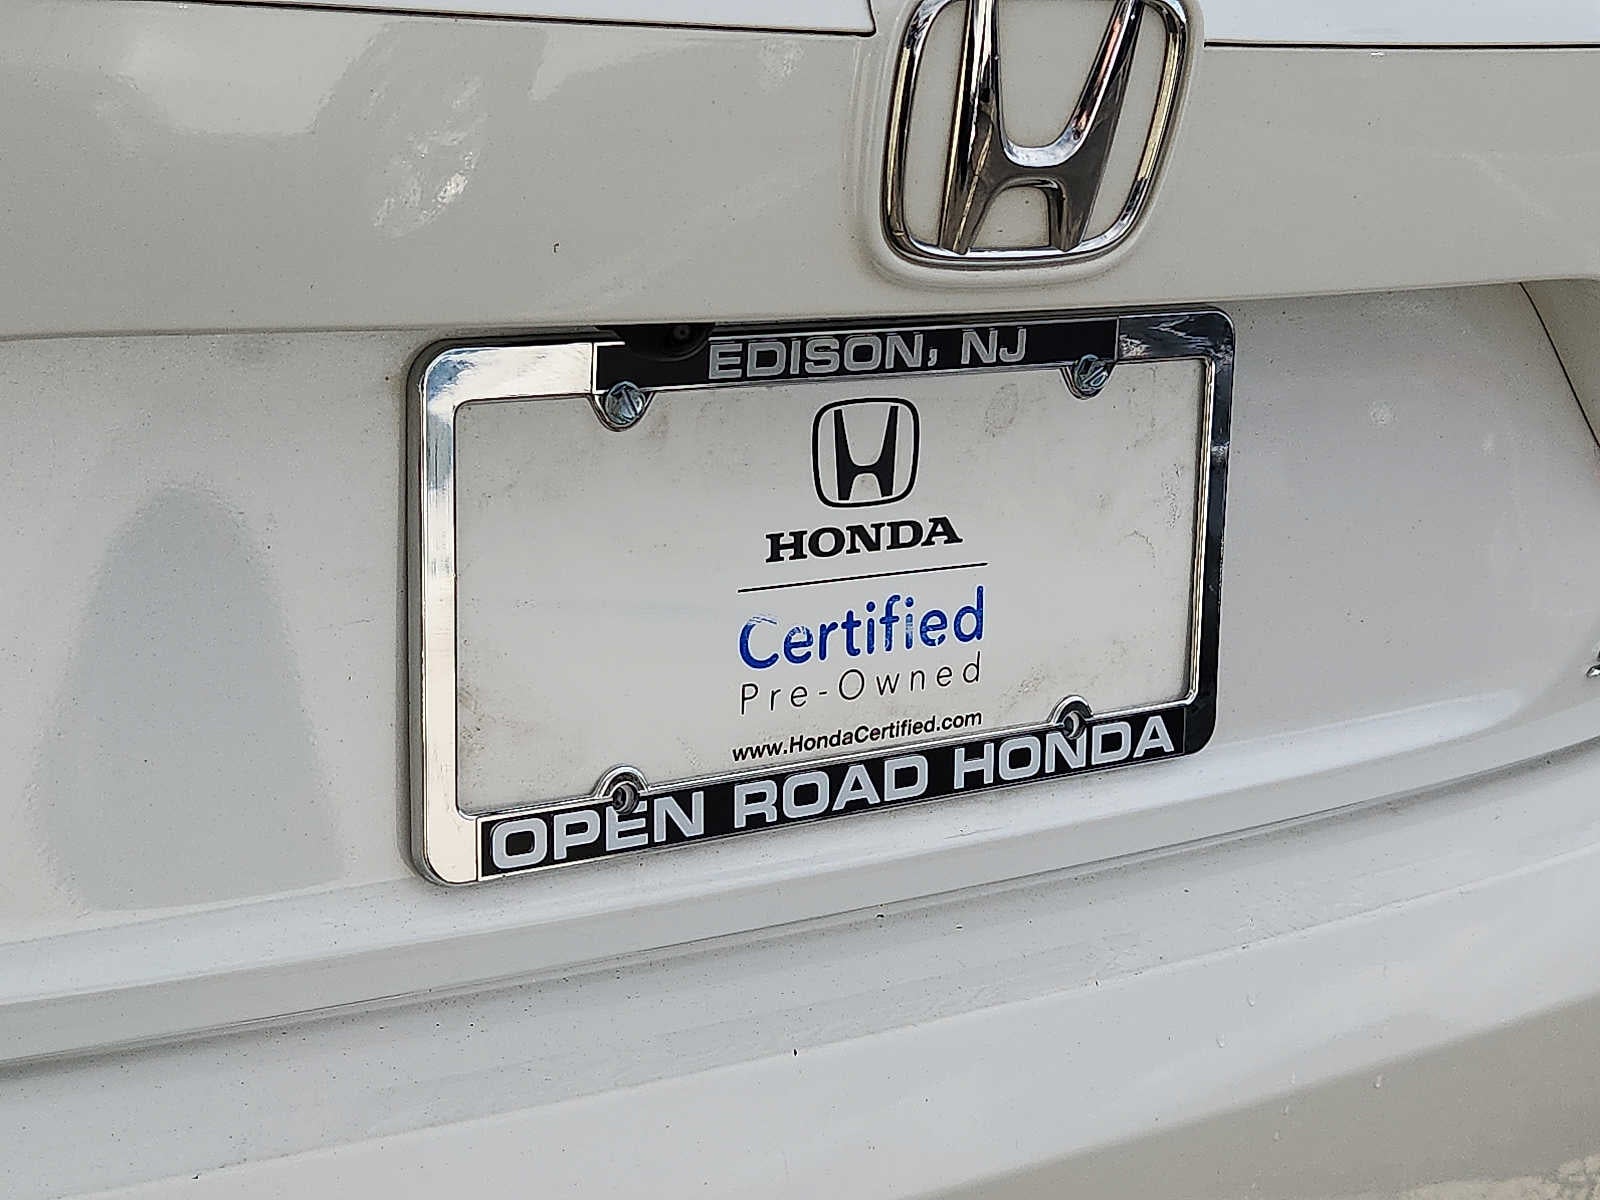 EDISON, NJ
HONDA
Certified
Pre-Owned
www.HondaCertified.com
OPEN ROAD HONDA